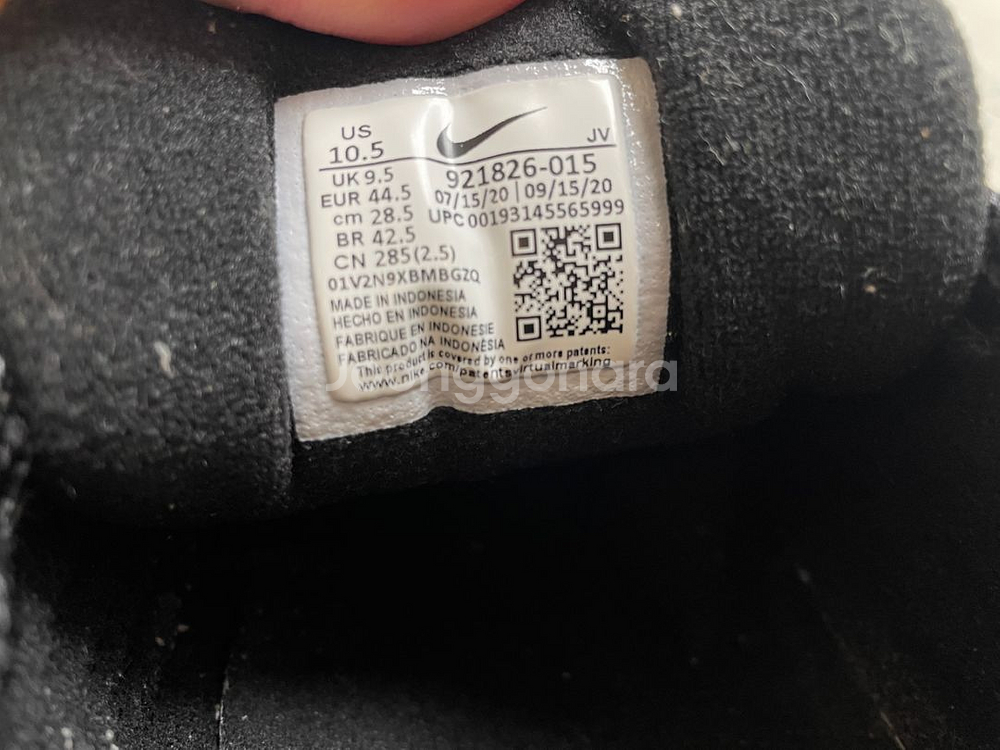 US
10.5
JV
UK 9.5
921826-015
EUR 44.5
07/15/20 | 09/15/20
cm 28.5
UPC 00193145565999
BR 42.5
CN 285(2.5)
01V2N9XBMBGZQ
MADE IN INDONESIA
HECHO EN INDONESIA
FABRIQUE EN INDONESIE
FABRICADO NA INDONÉSIA
This product is covered by one or more patents:
www.nike.com/patentsvirtualmarking
Joonggonara